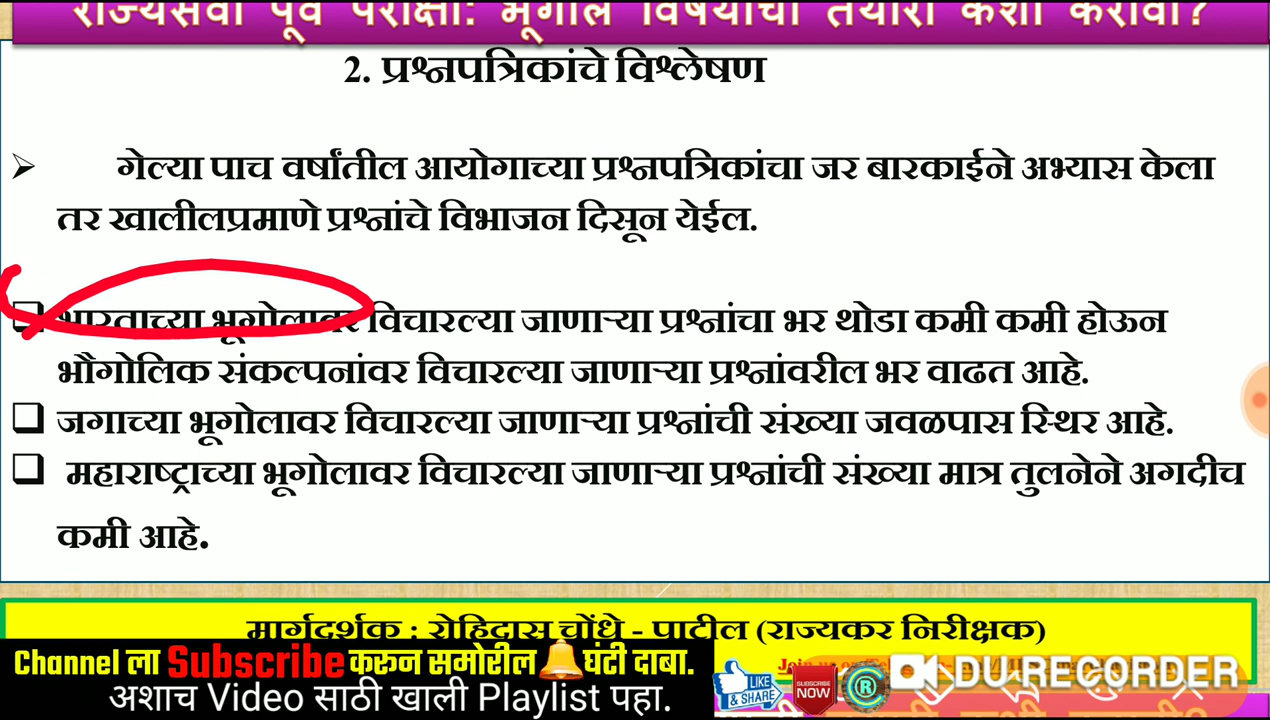 राज्यसेवा पूर्व परीक्षा: भूगोल विषयाची तयारी कशी करावी?
2. प्रश्नपत्रिकांचे विश्लेषण
गेल्या पाच वर्षांतील आयोगाच्या प्रश्नपत्रिकांचा जर बारकाईने अभ्यास केला
तर खालीलप्रमाणे प्रश्नांचे विभाजन दिसून येईल.
भारताच्या भूगोलावर विचारल्या जाणाऱ्या प्रश्नांचा भर थोडा कमी कमी होऊन
भौगोलिक संकल्पनांवर विचारल्या जाणाऱ्या प्रश्नांवरील भर वाढत आहे.
जगाच्या भूगोलावर विचारल्या जाणाऱ्या प्रश्नांची संख्या जवळपास स्थिर आहे.
महाराष्ट्राच्या भूगोलावर विचारल्या जाणाऱ्या प्रश्नांची संख्या मात्र तुलनेने अगदीच
कमी आहे.
मार्गदर्शक : रोहिदास चोंधे - पाटील (राज्यकर निरीक्षक)
Channel ला Subscribe करून समोरील घंटी दाबा.
अशाच Video साठी खाली Playlist पहा.
LIKE & SHARE
SUBSCRIBE NOW
R
DU RECORDER